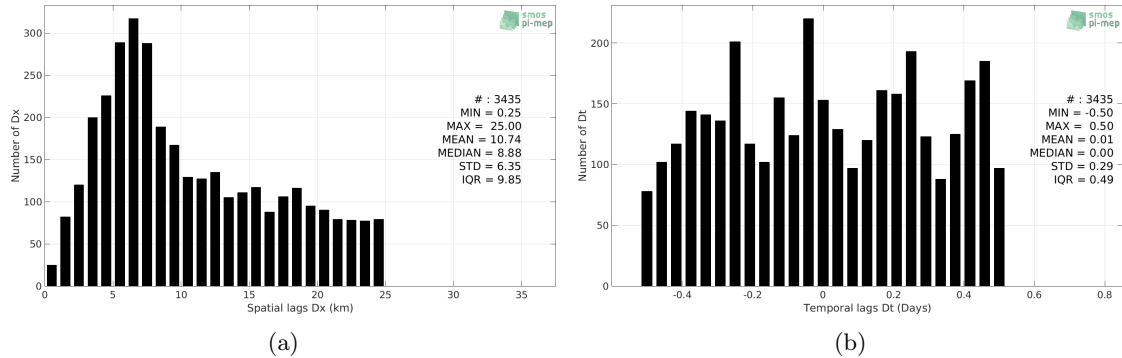 smos
pi-mep
300
250
200
150
100
50
0
Number of Dx
# : 3435
MIN = 0.25
MAX = 25.00
MEAN = 10.74
MEDIAN = 8.88
STD = 6.35
IQR = 9.85
0 5 10 15 20 25 30 35
Spatial lags Dx (km)
(a)
smos
pi-mep
200
150
100
50
0
Number of Dt
# : 3435
MIN = -0.50
MAX = 0.50
MEAN = 0.01
MEDIAN = 0.00
STD = 0.29
IQR = 0.49
-0.4 -0.2 0 0.2 0.4 0.6 0.8
Temporal lags Dt (Days)
(b)